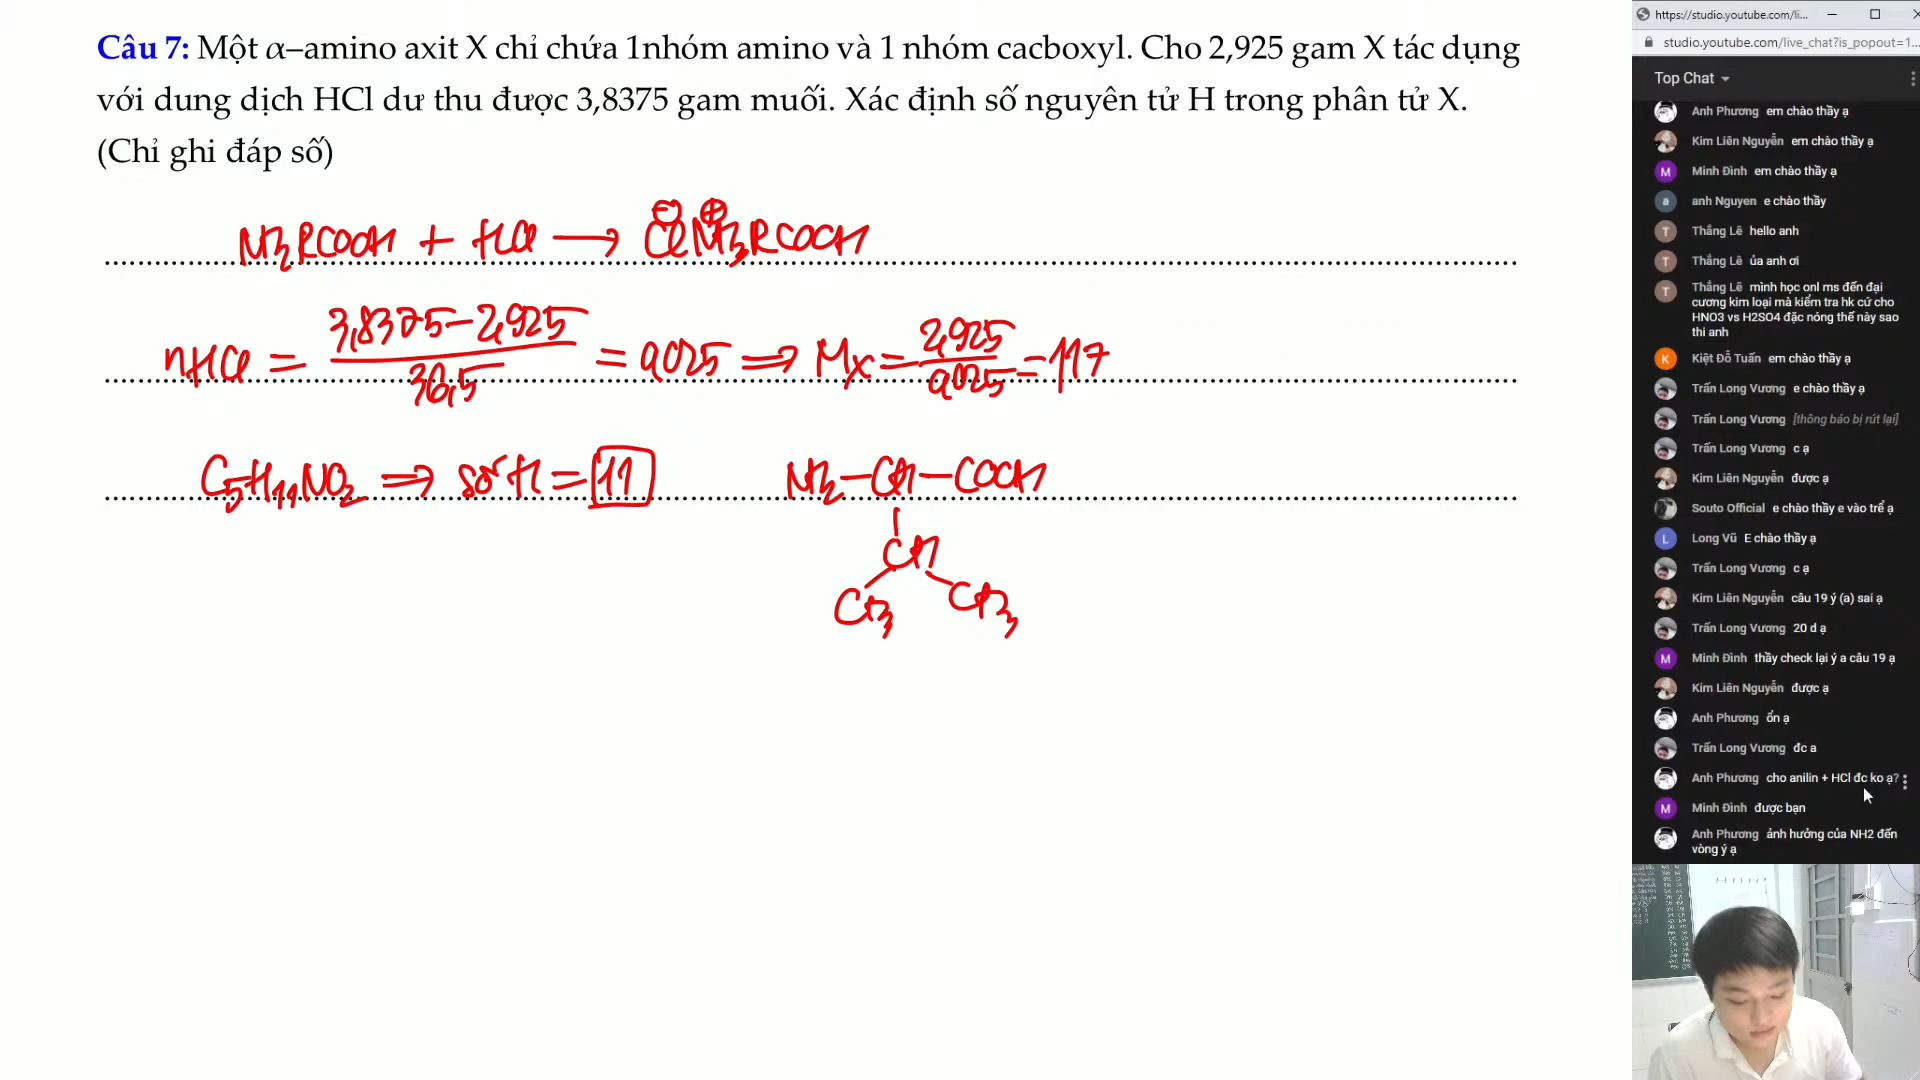 Câu 7: Một α–amino axit X chỉ chứa 1nhóm amino và 1 nhóm cacboxyl. Cho 2,925 gam X tác dụng
với dung dịch HCl dư thu được 3,8375 gam muối. Xác định số nguyên tử H trong phân tử X.
(Chỉ ghi đáp số)
NH2RCOOH + HCl → ClNH3RCOOH
nHCl = (3,8375 – 2,925)/36,5 = 0,025 ⇒ MX = 2,925/0,025 = 117
C5H11NO2 ⇒ số H = 11
NH2–CH–COOH
CH
CH3 CH3
https://studio.youtube.com/li...
studio.youtube.com/live_chat?is_popout=1...
Top Chat
Anh Phương em chào thầy ạ
Kim Liên Nguyễn em chào thầy ạ
M Minh Đình em chào thầy ạ
a anh Nguyen e chào thầy
T Thắng Lê hello anh
T Thắng Lê ủa anh ơi
T Thắng Lê mình học onl ms đến đại
cương kim loại mà kiểm tra hk cứ cho
HNO3 vs H2SO4 đặc nóng thế này sao
thi anh
K Kiệt Đỗ Tuấn em chào thầy ạ
Trấn Long Vương e chào thầy ạ
Trấn Long Vương [thông báo bị rút lại]
Trấn Long Vương c ạ
Kim Liên Nguyễn được ạ
Souto Official e chào thầy e vào trể ạ
L Long Vũ E chào thầy ạ
Trấn Long Vương c ạ
Kim Liên Nguyễn câu 19 ý (a) sai ạ
Trấn Long Vương 20 d ạ
M Minh Đình thầy check lại ý a câu 19 ạ
Kim Liên Nguyễn được ạ
Anh Phương ổn ạ
Trấn Long Vương đc a
Anh Phương cho anilin + HCl đc ko ạ?
M Minh Đình được bạn
Anh Phương ảnh hưởng của NH2 đến
vòng ý ạ